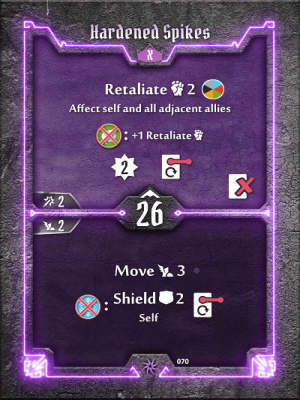 Hardened Spikes
X
Retaliate 2
Affect self and all adjacent allies
: +1 Retaliate
2
2
26
2
Move 3
: Shield 2
Self
070